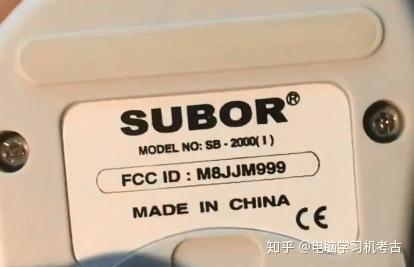 SUBOR®
MODEL NO: SB-2000(I)
FCC ID : M8JJM999
MADE IN CHINA
CE
知乎 @电脑学习机考古